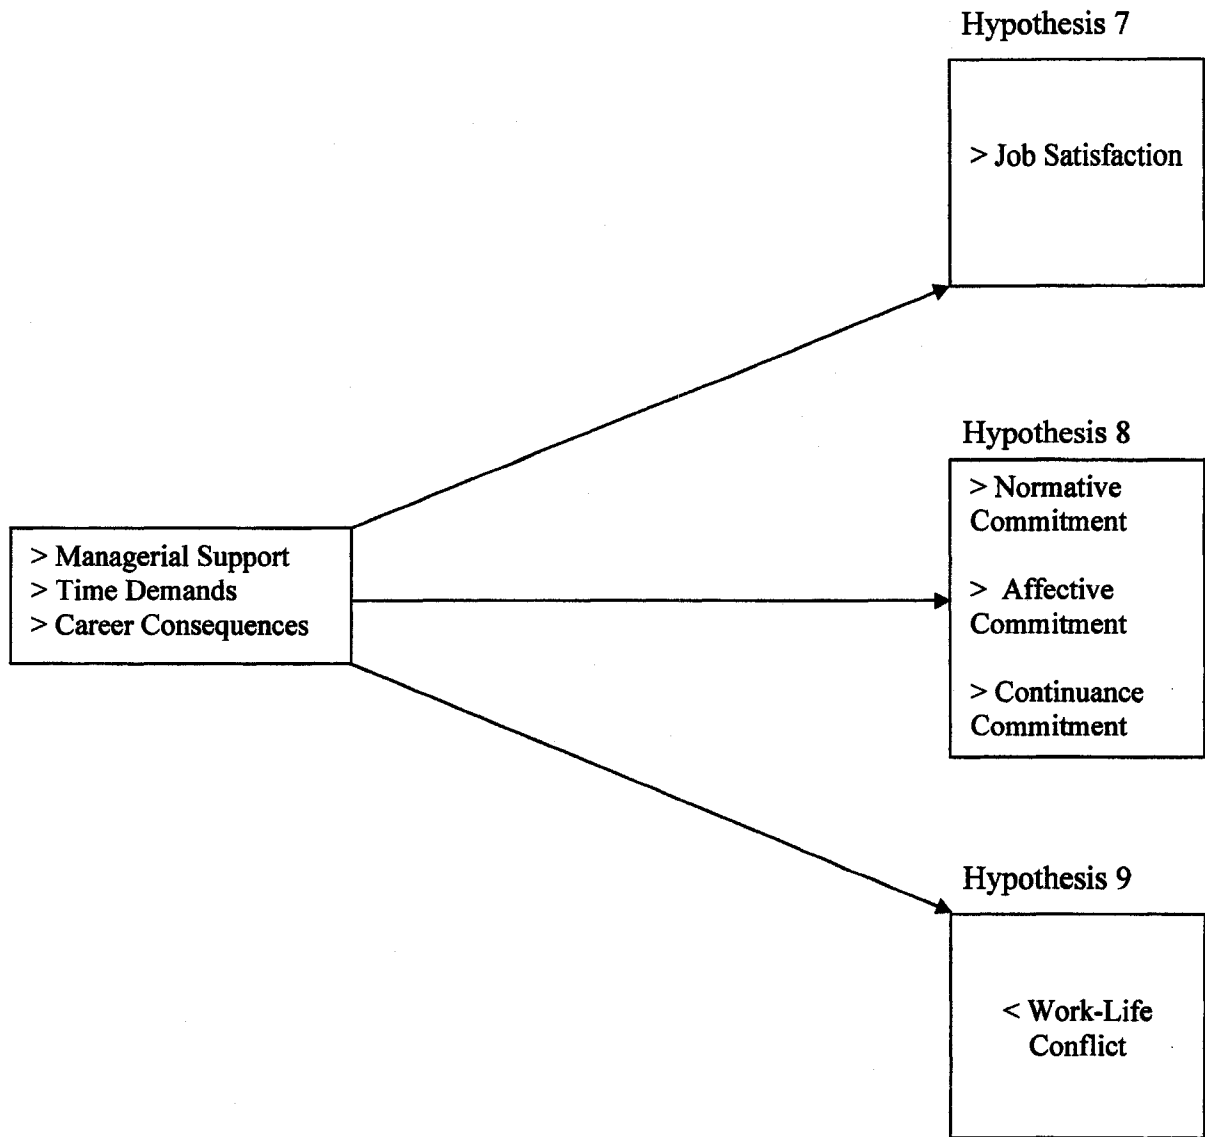 Hypothesis 7
> Job Satisfaction
Hypothesis 8
> Normative
Commitment
> Affective
Commitment
> Continuance
Commitment
> Managerial Support
> Time Demands
> Career Consequences
Hypothesis 9
< Work-Life
Conflict